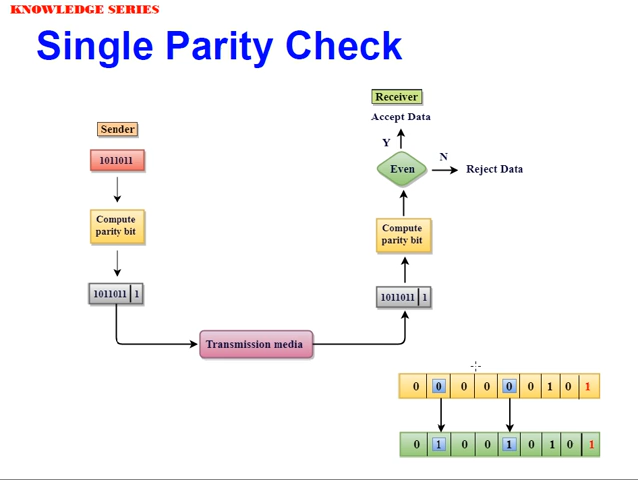 KNOWLEDGE SERIES
Single Parity Check
Sender
1011011
Compute
parity bit
1011011 1
Transmission media
Receiver
Accept Data
Y
Even
N
Reject Data
Compute
parity bit
1011011 1
0 0 0 0 0 0 1 0 1
0 1 0 0 1 0 1 0 1